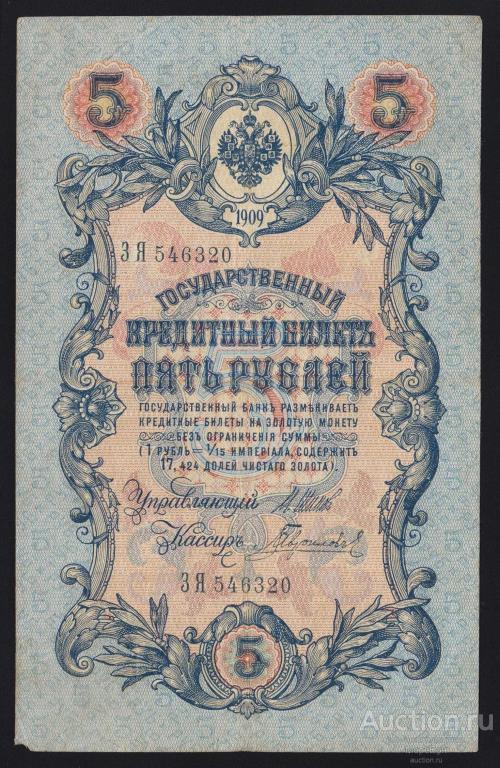 5 5
1909
ЗЯ 546320
ГОСУДАРСТВЕННЫЙ
КРЕДИТНЫЙ БИЛЕТЪ
ПЯТЬ РУБЛЕЙ
ГОСУДАРСТВЕННЫЙ БАНКЪ РАЗМѢНИВАЕТЪ
КРЕДИТНЫЕ БИЛЕТЫ НА ЗОЛОТУЮ МОНЕТУ
БЕЗЪ ОГРАНИЧЕНІЯ СУММЫ
(1 РУБЛЬ = 1/15 ИМПЕРІАЛА, СОДЕРЖИТЪ
17,424 ДОЛЕЙ ЧИСТАГО ЗОЛОТА).
Управляющій
Кассиръ
ЗЯ 546320
5
Auction.ru
auction.ru